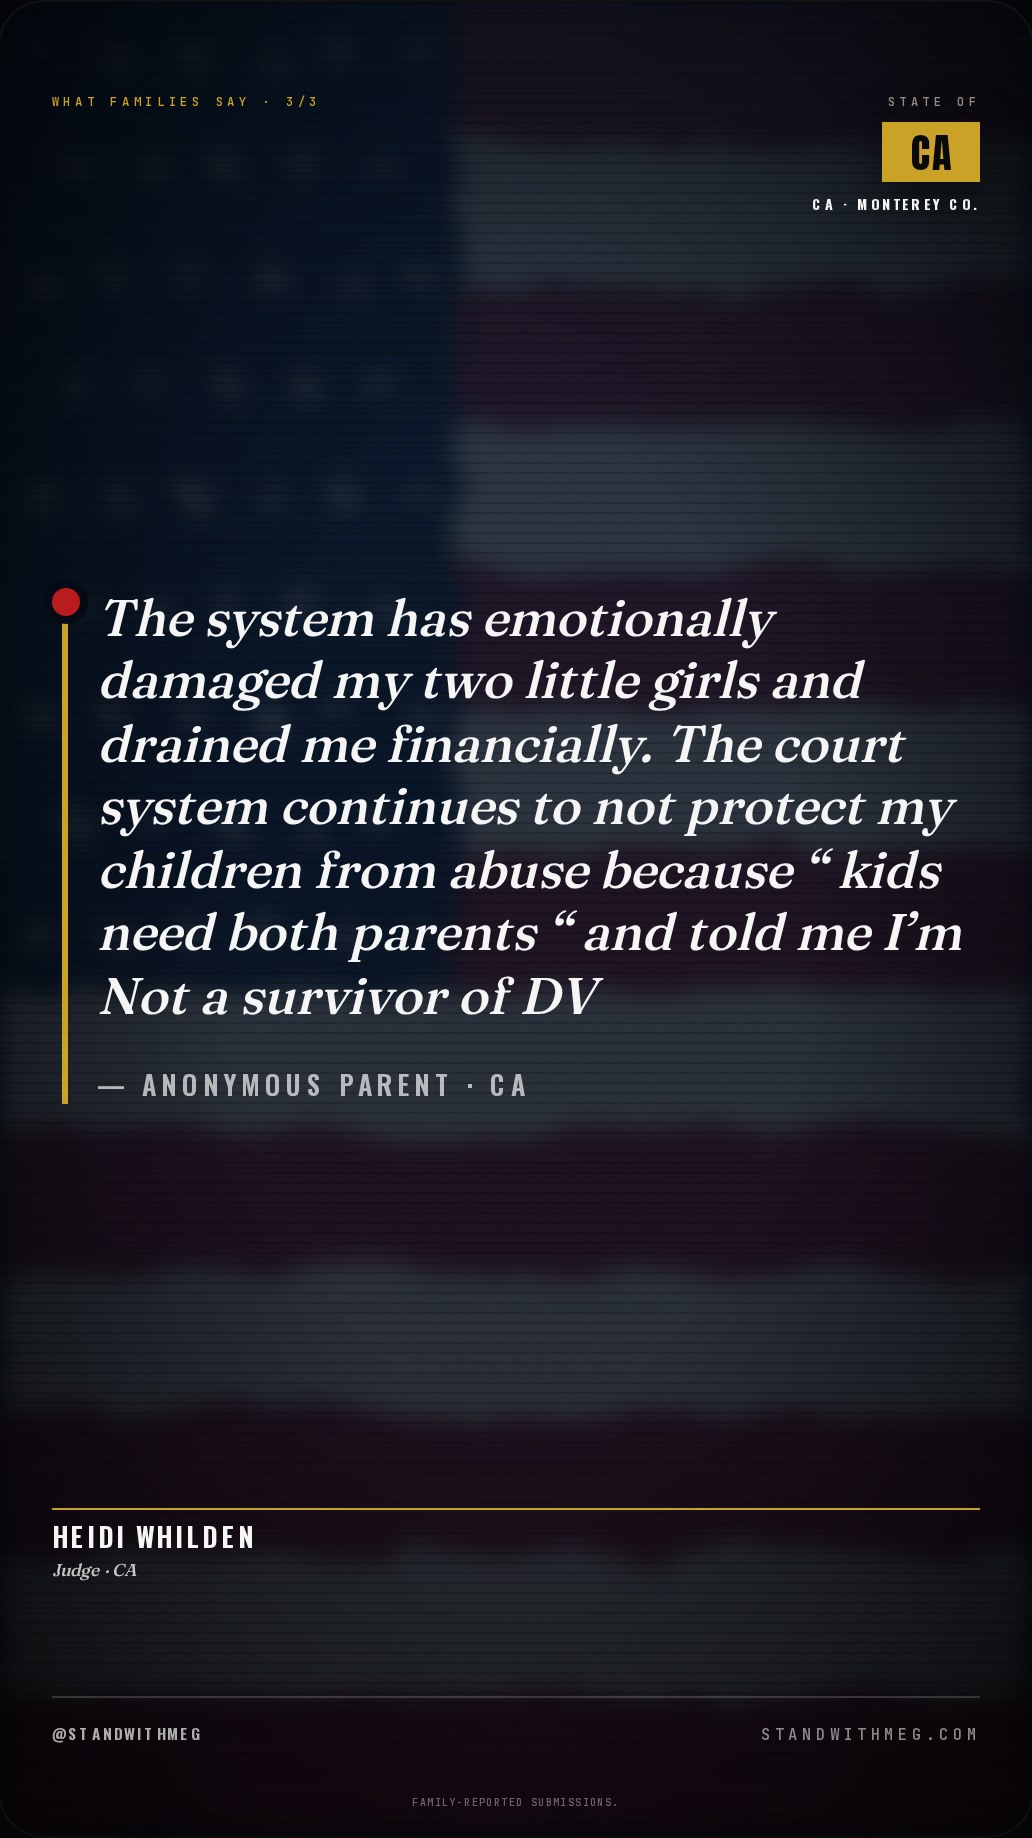 WHAT FAMILIES SAY · 3/3
STATE OF
CA
CA · MONTEREY CO.
The system has emotionally
damaged my two little girls and
drained me financially. The court
system continues to not protect my
children from abuse because “ kids
need both parents “ and told me I’m
Not a survivor of DV
— ANONYMOUS PARENT · CA
HEIDI WHILDEN
Judge · CA
@STANDWITHMEG
STANDWITHMEG.COM
FAMILY-REPORTED SUBMISSIONS.